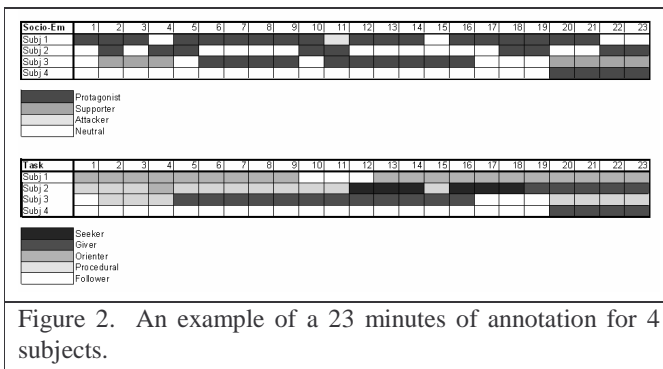 Socio-Em 1 2 3 4 5 6 7 8 9 10 11 12 13 14 15 16 17 18 19 20 21 22 23
Subj 1
Subj 2
Subj 3
Subj 4
Protagonist
Supporter
Attacker
Neutral
Task 1 2 3 4 5 6 7 8 9 10 11 12 13 14 15 16 17 18 19 20 21 22 23
Subj 1
Subj 2
Subj 3
Subj 4
Seeker
Giver
Orienter
Procedural
Follower
Figure 2. An example of a 23 minutes of annotation for 4
subjects.